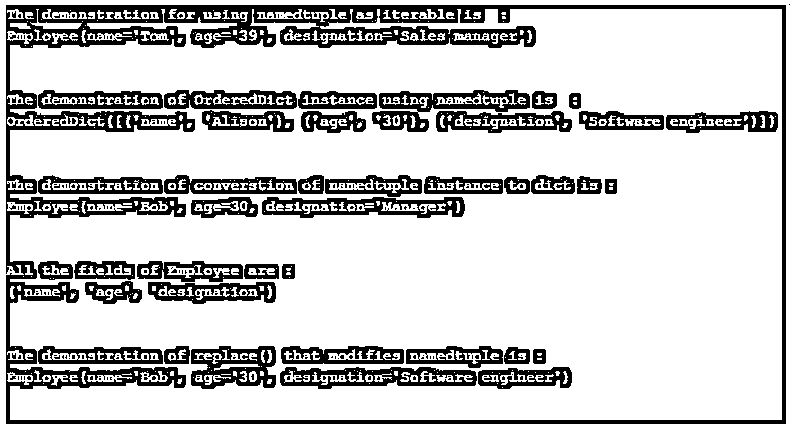 The demonstration for using namedtuple as iterable is  :
Employee(name='Tom', age='39', designation='Sales manager')
The demonstration of OrderedDict instance using namedtuple is  :
OrderedDict([('name', 'Alison'), ('age', '30'), ('designation', 'Software engineer')])
The demonstration of converstion of namedtuple instance to dict is :
Employee(name='Bob', age=30, designation='Manager')
All the fields of Employee are :
('name', 'age', 'designation')
The demonstration of replace() that modifies namedtuple is :
Employee(name='Bob', age='30', designation='Software engineer')